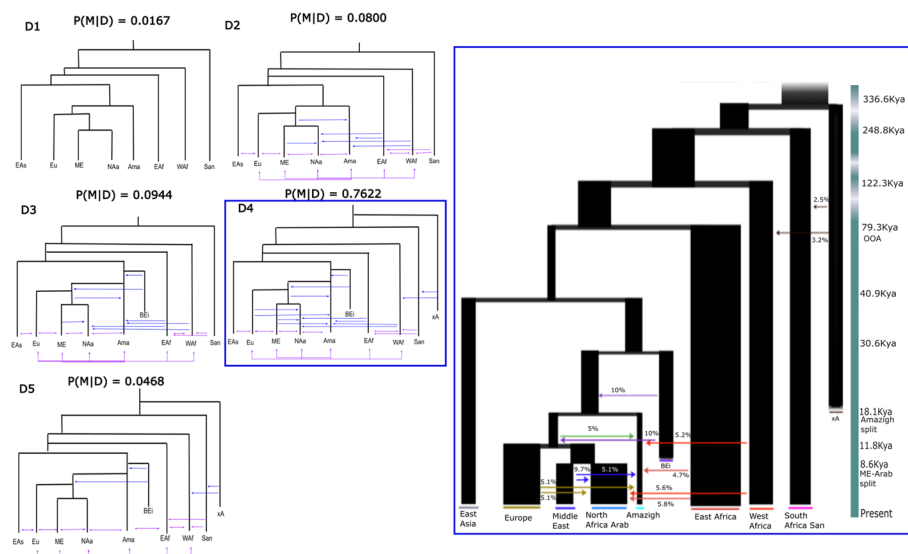 D1
P(M|D) = 0.0167
EAs Eu ME NAa Ama EAf WAf San
D2
P(M|D) = 0.0800
EAs Eu ME NAa Ama EAf WAf San
D3
P(M|D) = 0.0944
EAs Eu ME NAa Ama BEi EAf WAf San
D4
P(M|D) = 0.7622
EAs Eu ME NAa Ama BEi EAf WAf San xA
D5
P(M|D) = 0.0468
EAs Eu ME NAa Ama BEi EAf WAf San xA
336.6Kya
248.8Kya
122.3Kya
2.5%
79.3Kya
OOA
3.2%
40.9Kya
30.6Kya
10%
18.1Kya
Amazigh
split
xA
5%
10%
5.2%
11.8Kya
BEi
8.6Kya
ME-Arab
split
9.7%
5.1%
4.7%
5.1%
5.6%
5.1%
5.8%
Present
East
Asia
Europe
Middle
East
North
Africa Arab
Amazigh
East Africa
West
Africa
South
Africa San